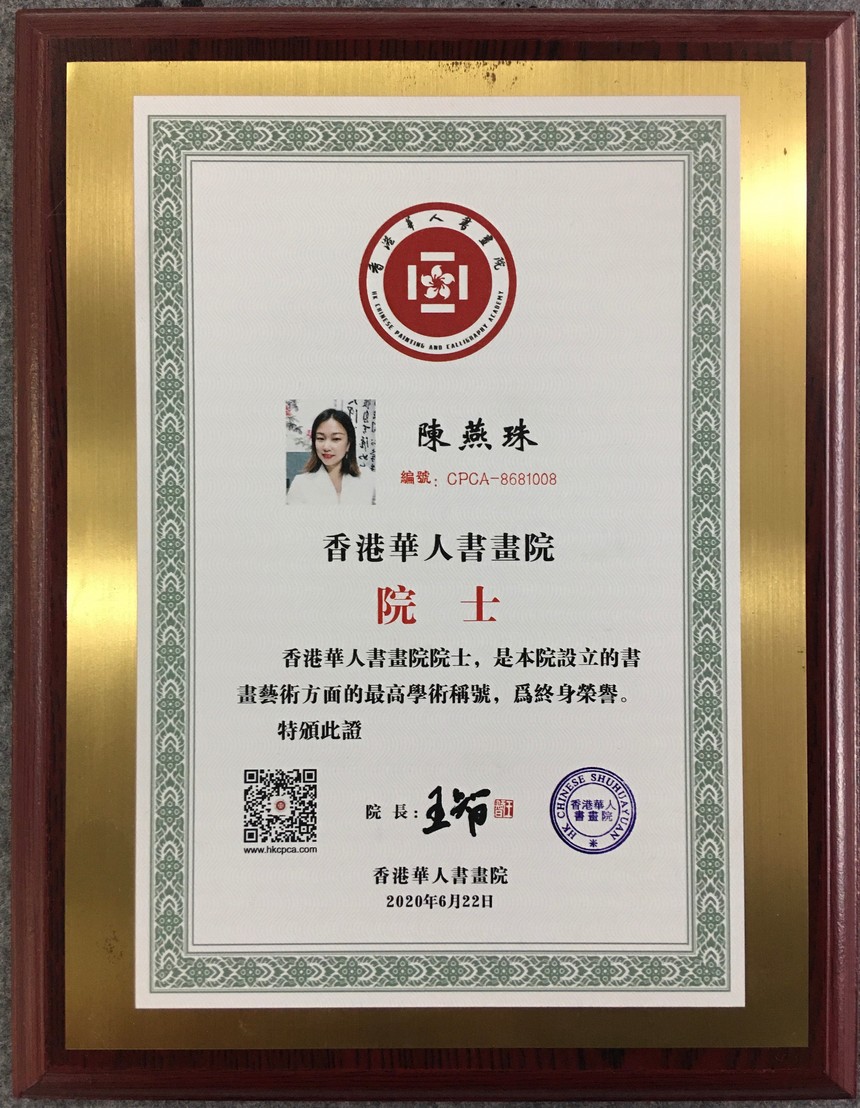 香港華人書畫院
HK CHINESE PAINTING AND CALLIGRAPHY ACADEMY
陳燕珠
編號：CPCA-8681008
香港華人書畫院
院 士
香港華人書畫院院士，是本院設立的書
畫藝術方面的最高學術稱號，爲終身榮譽。
特頒此證
www.hkcpca.com
院 長：
HK CHINESE SHUHUAYUAN
香港華人
書畫院
香港華人書畫院
2020年6月22日